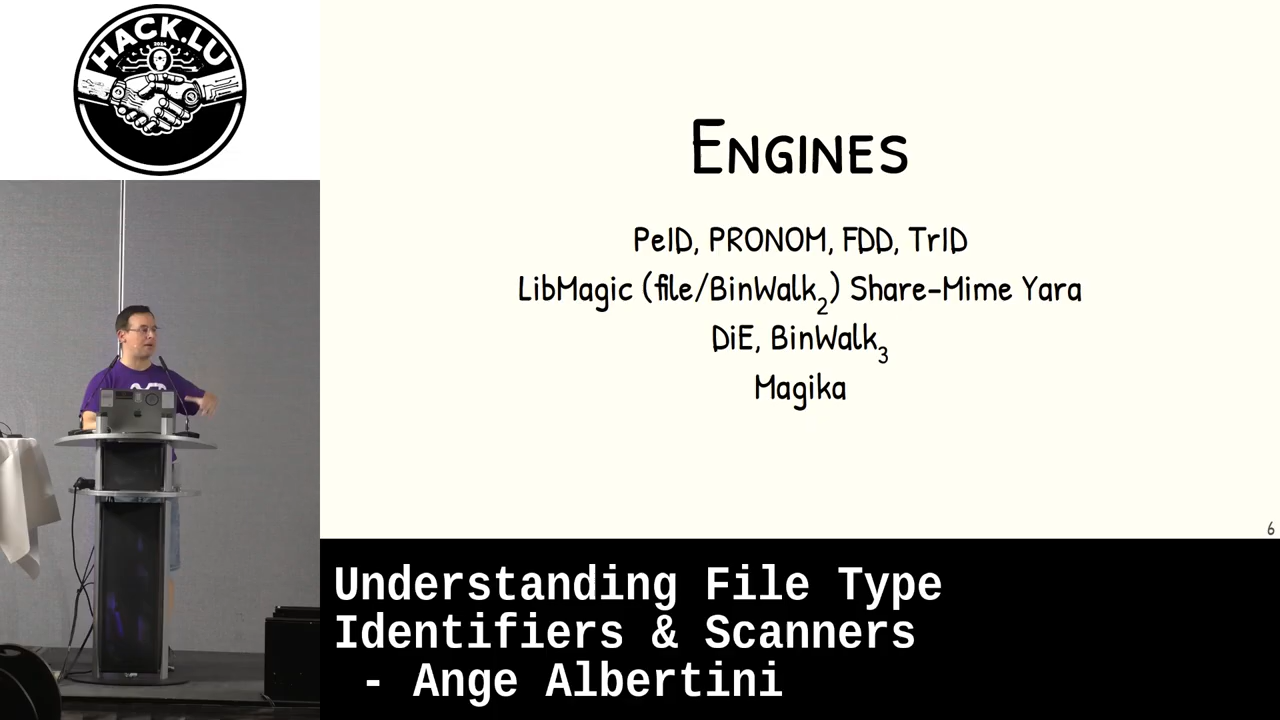 HACK.LU
2024
Engines
PeID, PRONOM, FDD, TrID
LibMagic (file/BinWalk₂) Share-Mime Yara
DiE, BinWalk₃
Magika
6
Understanding File Type
Identifiers & Scanners
- Ange Albertini